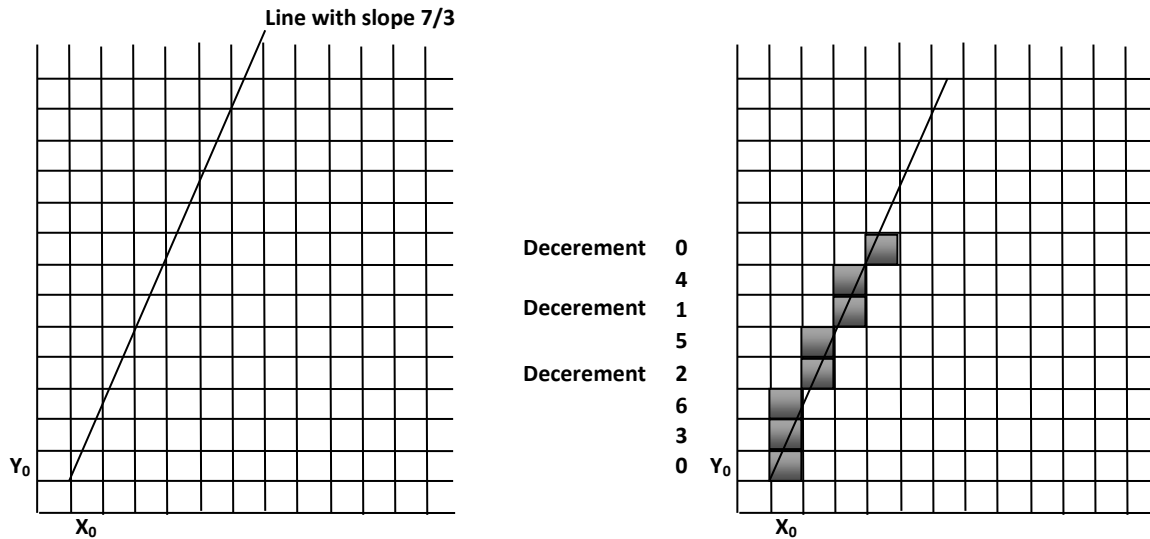 Line with slope 7/3
Y₀
X₀
Decerement 0
4
Decerement 1
5
Decerement 2
6
3
0 Y₀
X₀